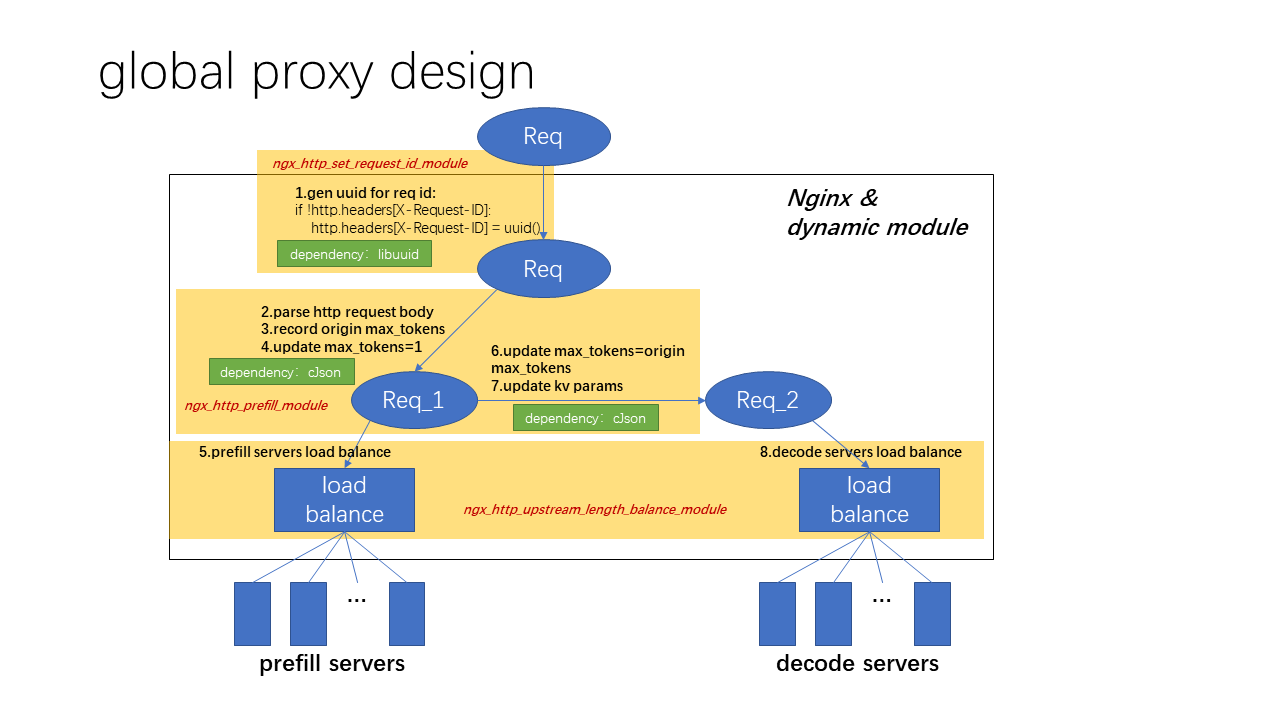 global proxy design
Req
ngx_http_set_request_id_module
1.gen uuid for req id:
if !http.headers[X-Request-ID]:
http.headers[X-Request-ID] = uuid()
dependency：libuuid
Nginx &
dynamic module
Req
2.parse http request body
3.record origin max_tokens
4.update max_tokens=1
dependency：cJson
ngx_http_prefill_module
Req_1
6.update max_tokens=origin
max_tokens
7.update kv params
dependency：cJson
Req_2
5.prefill servers load balance
8.decode servers load balance
load
balance
ngx_http_upstream_length_balance_module
load
balance
...
...
prefill servers
decode servers